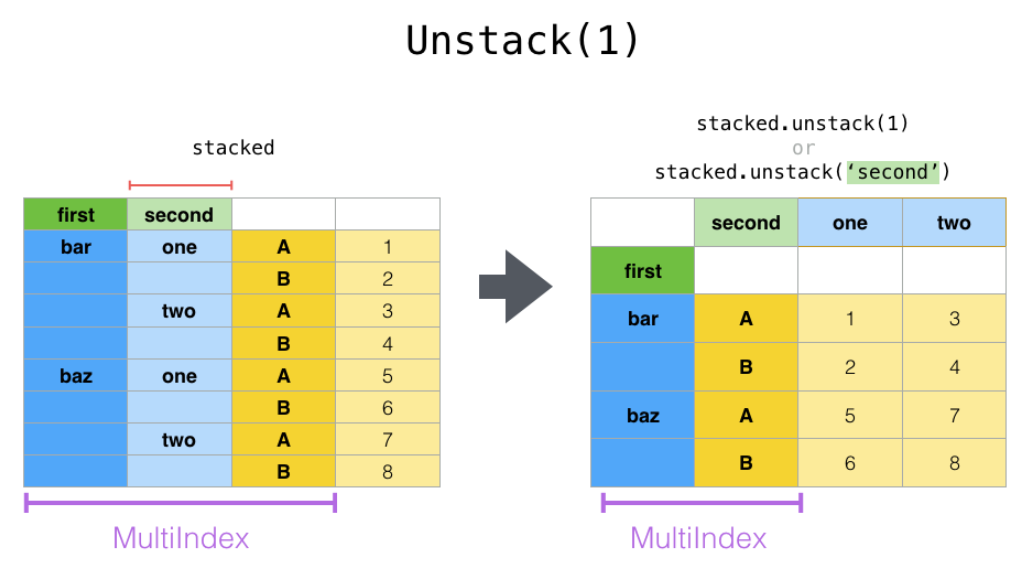 Unstack(1)
stacked
first second
bar one A 1
B 2
two A 3
B 4
baz one A 5
B 6
two A 7
B 8
MultiIndex
stacked.unstack(1)
or
stacked.unstack(‘second’)
second one two
first
bar A 1 3
B 2 4
baz A 5 7
B 6 8
MultiIndex